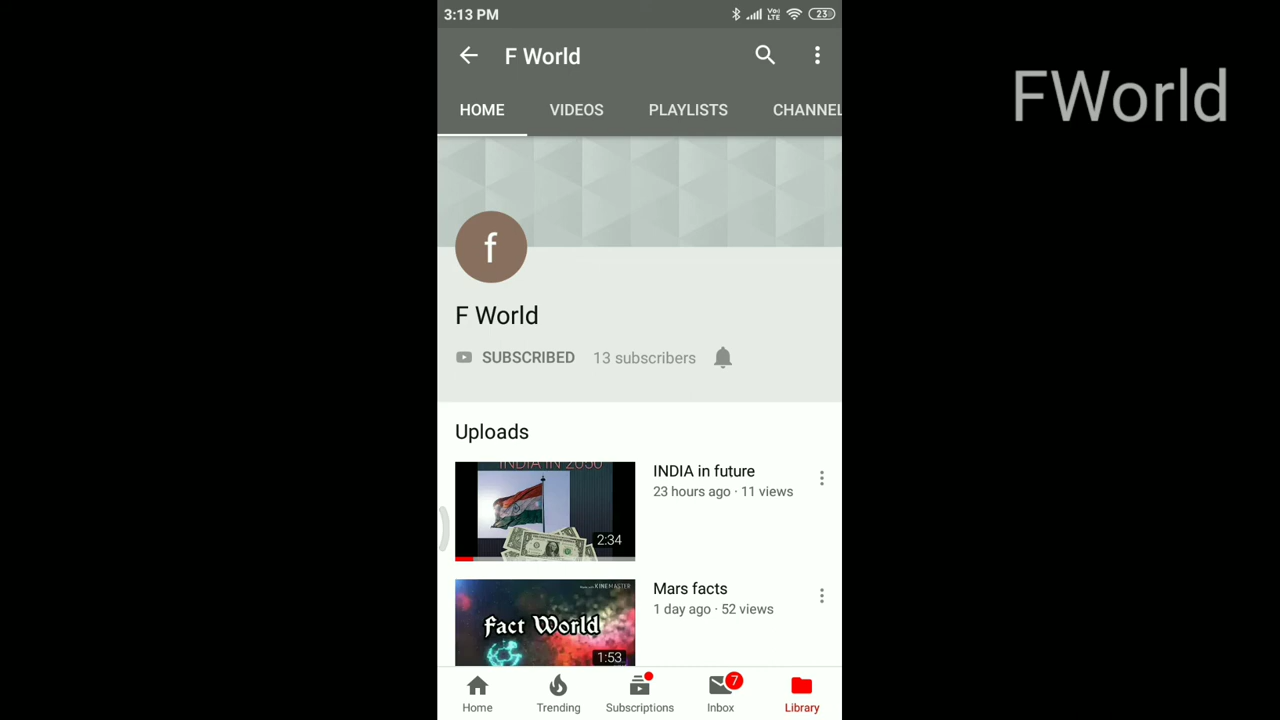 3:13 PM
Vo)
LTE
23
F World
FWorld
HOME VIDEOS PLAYLISTS CHANNEL
f
F World
SUBSCRIBED 13 subscribers
Uploads
INDIA IN 2050
2:34
INDIA in future
23 hours ago · 11 views
KINEMASTER
Fact World
1:53
Mars facts
1 day ago · 52 views
7
Home Trending Subscriptions Inbox Library